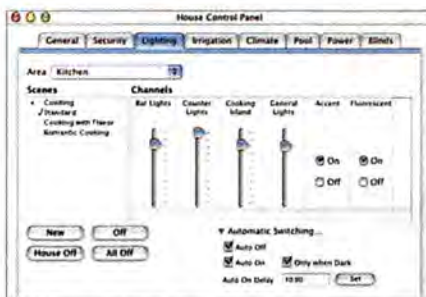 House Control Panel
General Security Lighting Irrigation Climate Pool Power Blinds
Area Kitchen
Scenes Channels
Cooking
Standard
Cooking with Flavor
Romantic Cooking
Bar Lights Counter Lights Cooking Island General Lights Accent Fluorescent
On On
Off Off
New Off
House Off All Off
Automatic Switching...
Auto Off
Auto On Only when Dark
Auto On Delay 10:00 Set